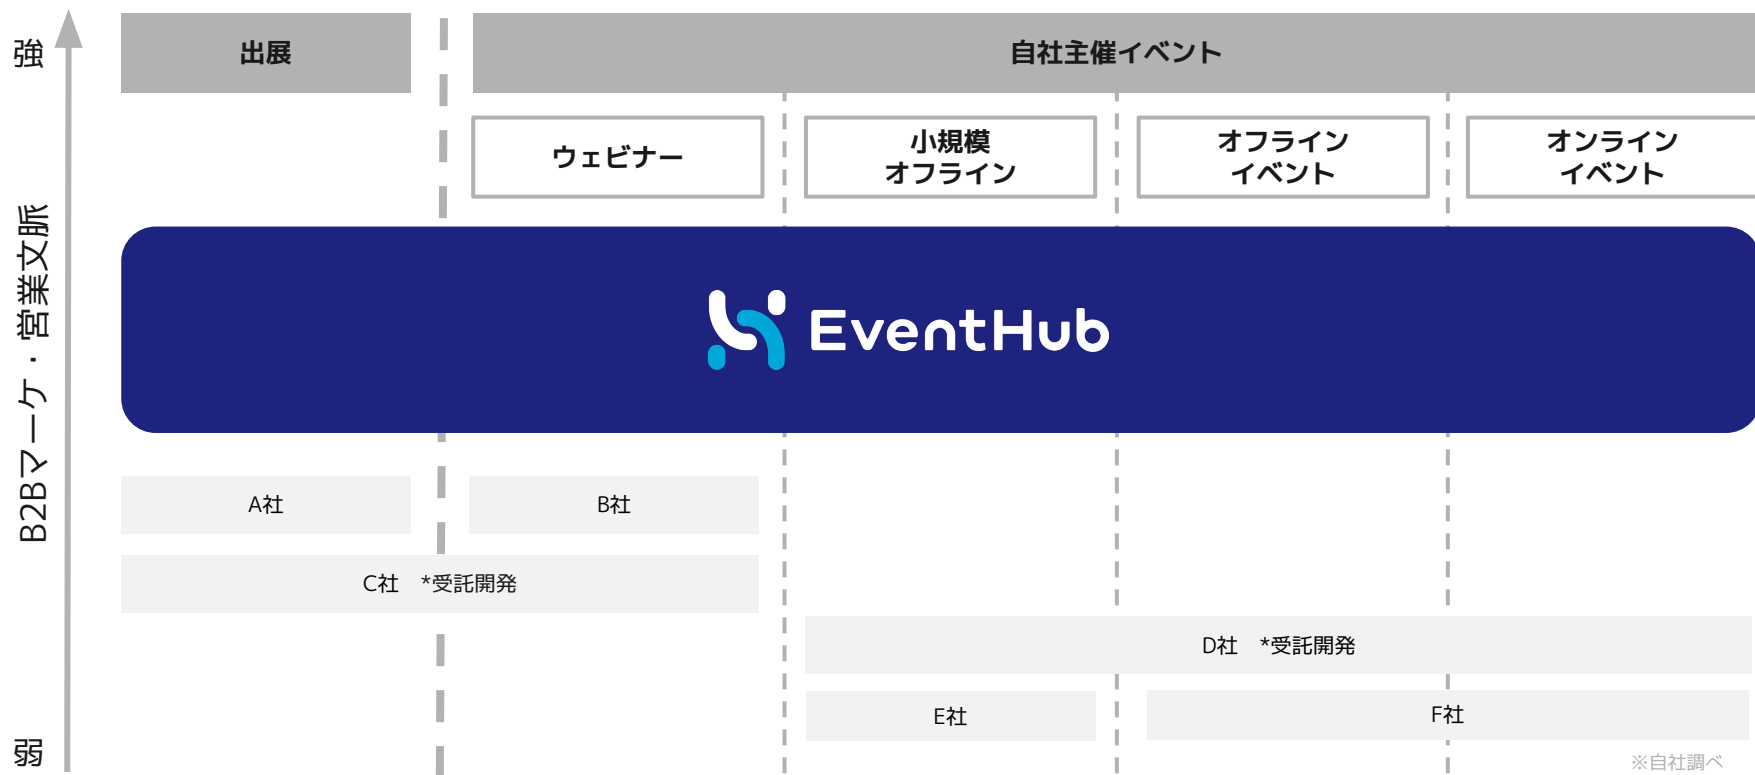 強
出展
自社主催イベント
ウェビナー
小規模
オフライン
オフライン
イベント
オンライン
イベント
B2Bマーケ・営業文脈
EventHub
A社
B社
C社 *受託開発
D社 *受託開発
E社
F社
弱
※自社調べ